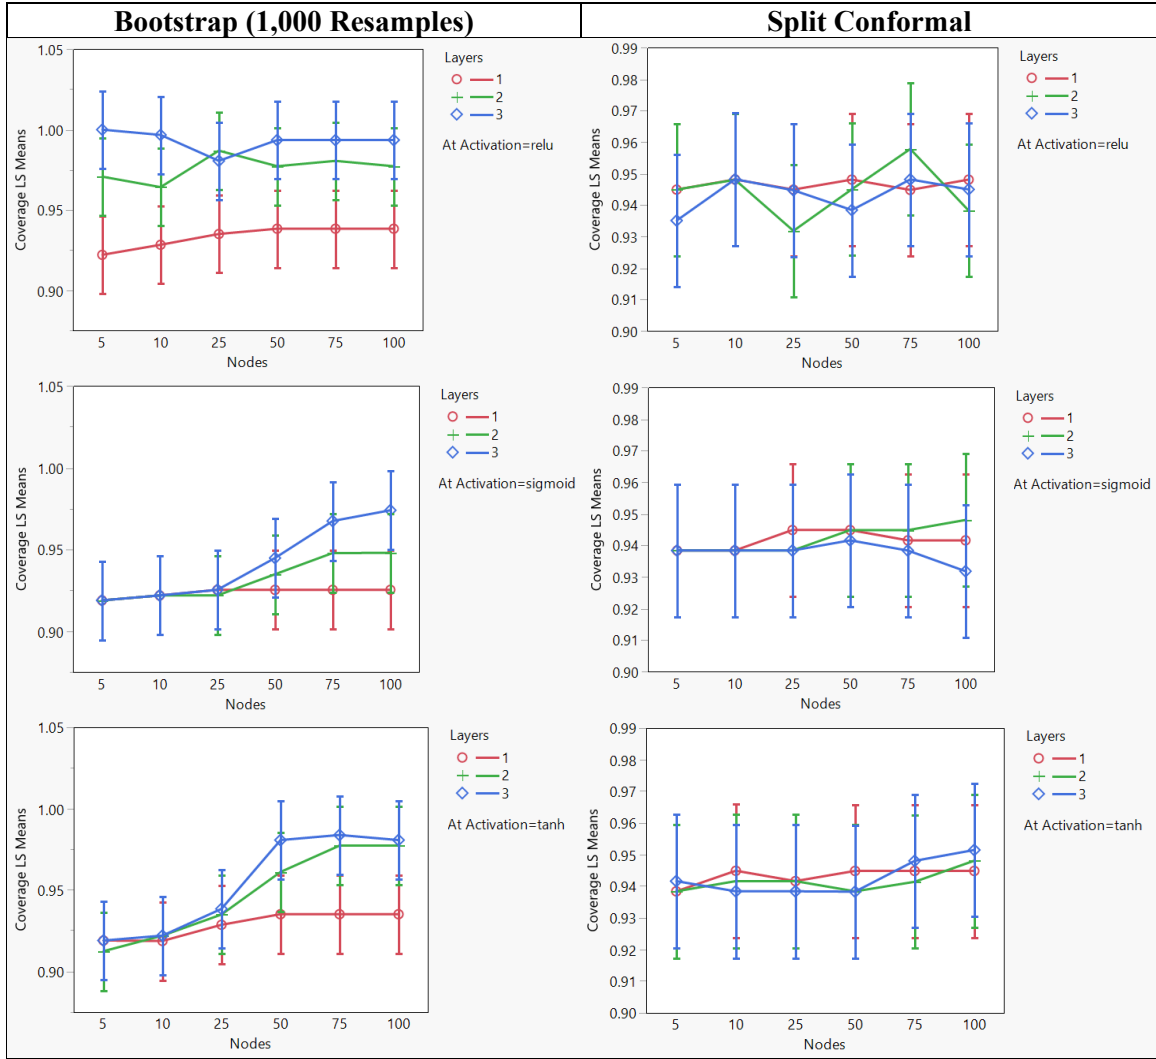 Bootstrap (1,000 Resamples)
Split Conformal
1.05
1.00
0.95
0.90
Coverage LS Means
5 10 25 50 75 100
Nodes
Layers
1
2
3
At Activation=relu
0.99
0.98
0.97
0.96
0.95
0.94
0.93
0.92
0.91
0.90
Coverage LS Means
5 10 25 50 75 100
Nodes
Layers
1
2
3
At Activation=relu
1.05
1.00
0.95
0.90
Coverage LS Means
5 10 25 50 75 100
Nodes
Layers
1
2
3
At Activation=sigmoid
0.99
0.98
0.97
0.96
0.95
0.94
0.93
0.92
0.91
0.90
Coverage LS Means
5 10 25 50 75 100
Nodes
Layers
1
2
3
At Activation=sigmoid
1.05
1.00
0.95
0.90
Coverage LS Means
5 10 25 50 75 100
Nodes
Layers
1
2
3
At Activation=tanh
0.99
0.98
0.97
0.96
0.95
0.94
0.93
0.92
0.91
0.90
Coverage LS Means
5 10 25 50 75 100
Nodes
Layers
1
2
3
At Activation=tanh